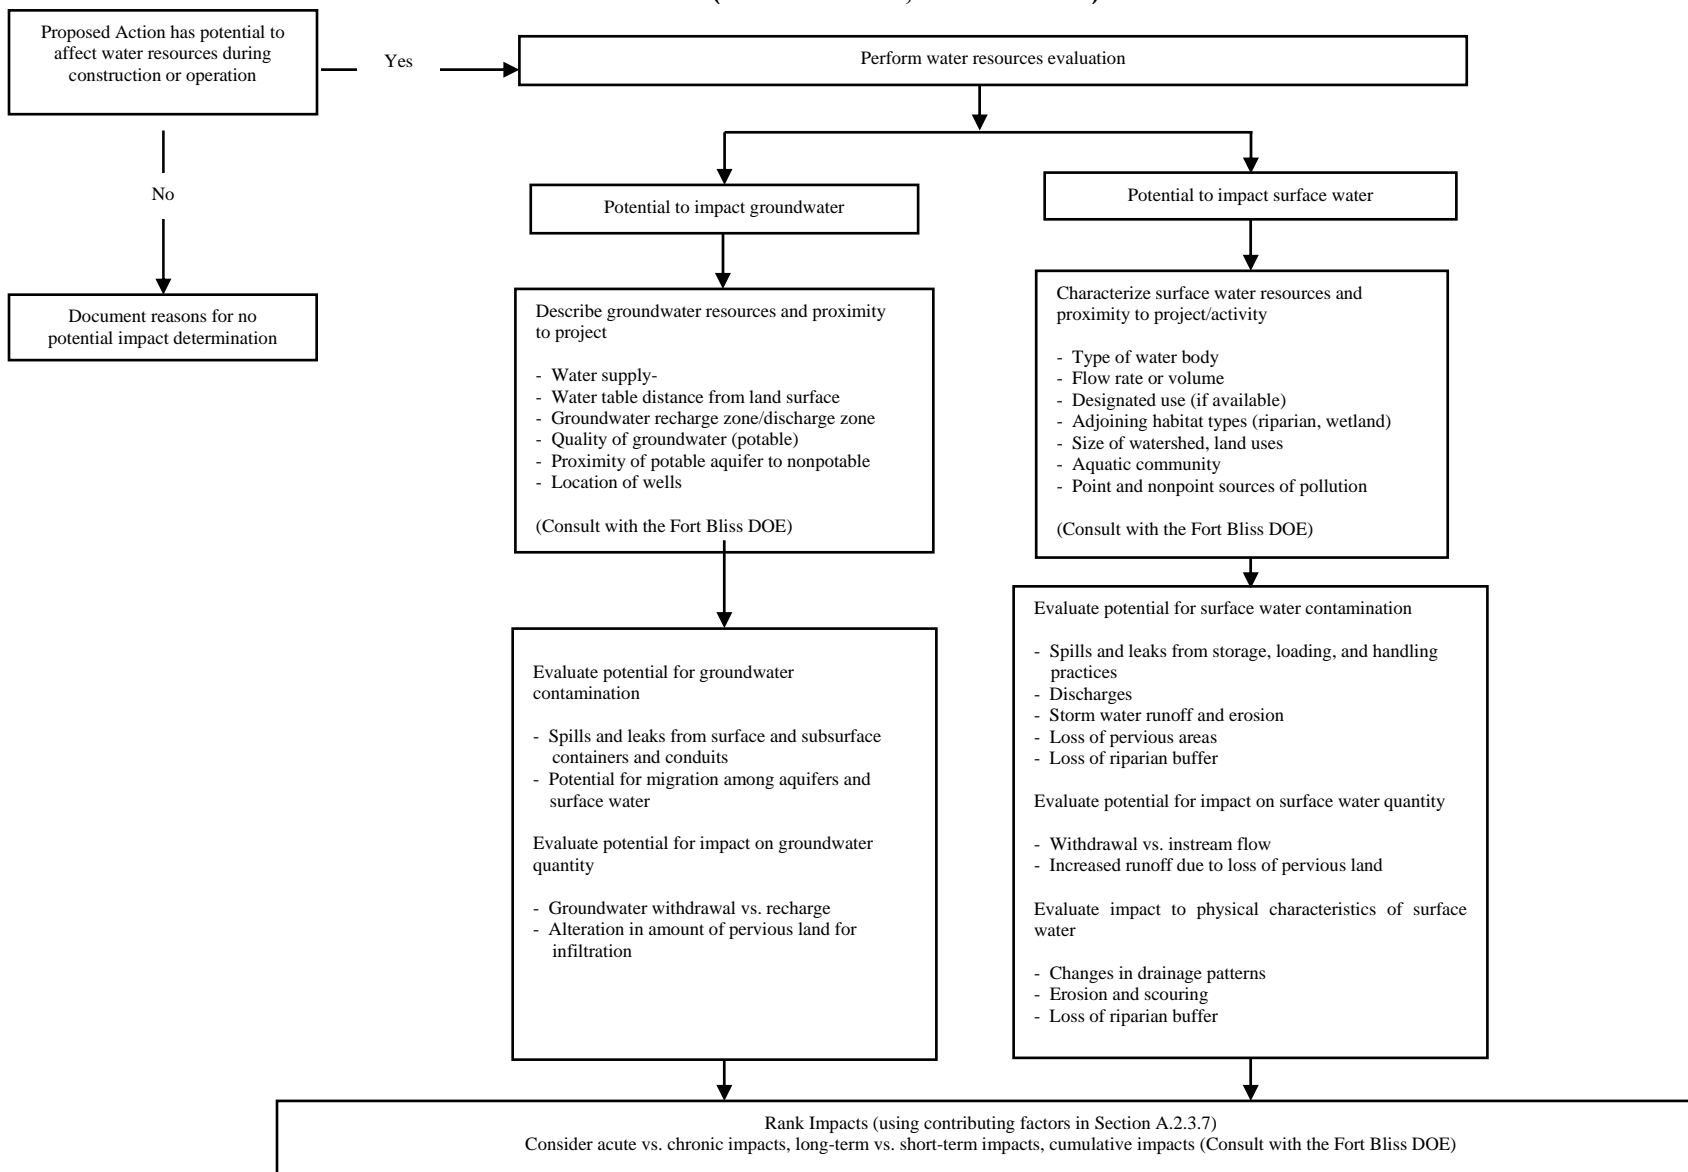 Proposed Action has potential to
affect water resources during
construction or operation
Yes
Perform water resources evaluation
No
Document reasons for no
potential impact determination
Potential to impact groundwater
Describe groundwater resources and proximity
to project
- Water supply-
- Water table distance from land surface
- Groundwater recharge zone/discharge zone
- Quality of groundwater (potable)
- Proximity of potable aquifer to nonpotable
- Location of wells
(Consult with the Fort Bliss DOE)
Evaluate potential for groundwater
contamination
- Spills and leaks from surface and subsurface
containers and conduits
- Potential for migration among aquifers and
surface water
Evaluate potential for impact on groundwater
quantity
- Groundwater withdrawal vs. recharge
- Alteration in amount of pervious land for
infiltration
Potential to impact surface water
Characterize surface water resources and
proximity to project/activity
- Type of water body
- Flow rate or volume
- Designated use (if available)
- Adjoining habitat types (riparian, wetland)
- Size of watershed, land uses
- Aquatic community
- Point and nonpoint sources of pollution
(Consult with the Fort Bliss DOE)
Evaluate potential for surface water contamination
- Spills and leaks from storage, loading, and handling
practices
- Discharges
- Storm water runoff and erosion
- Loss of pervious areas
- Loss of riparian buffer
Evaluate potential for impact on surface water quantity
- Withdrawal vs. instream flow
- Increased runoff due to loss of pervious land
Evaluate impact to physical characteristics of surface
water
- Changes in drainage patterns
- Erosion and scouring
- Loss of riparian buffer
Rank Impacts (using contributing factors in Section A.2.3.7)
Consider acute vs. chronic impacts, long-term vs. short-term impacts, cumulative impacts (Consult with the Fort Bliss DOE)